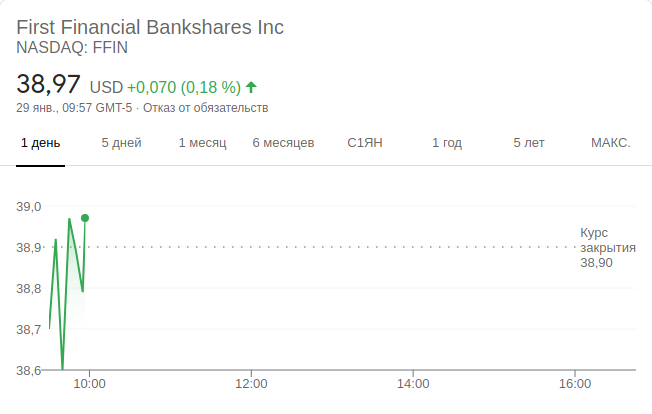 First Financial Bankshares Inc
NASDAQ: FFIN
38,97 USD +0,070 (0,18 %)
29 янв., 09:57 GMT-5 · Отказ от обязательств
1 день 5 дней 1 месяц 6 месяцев С1ЯН 1 год 5 лет МАКС.
39,0
38,9
38,8
38,7
38,6
Курс
закрытия
38,90
10:00 12:00 14:00 16:00